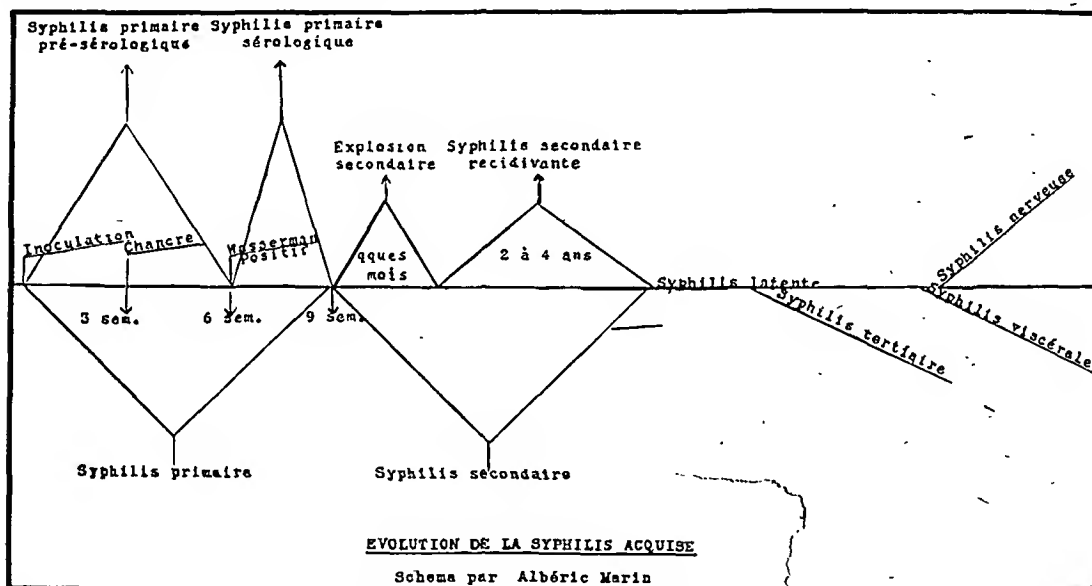 Syphilis primaire Syphilis primaire
pré-sérologique sérologique
Explosion Syphilis secondaire
secondaire recidivante
Inoculation Chancre Wasserman
positif
qques
mois
2 à 4 ans
Syphilis latente
Syphilis nerveuse
Syphilis tertiaire
Syphilis viscérale
3 sem. 6 sem. 9 sem.
Syphilis primaire Syphilis secondaire
EVOLUTION DE LA SYPHILIS ACQUISE
Schema par Albéric Marin